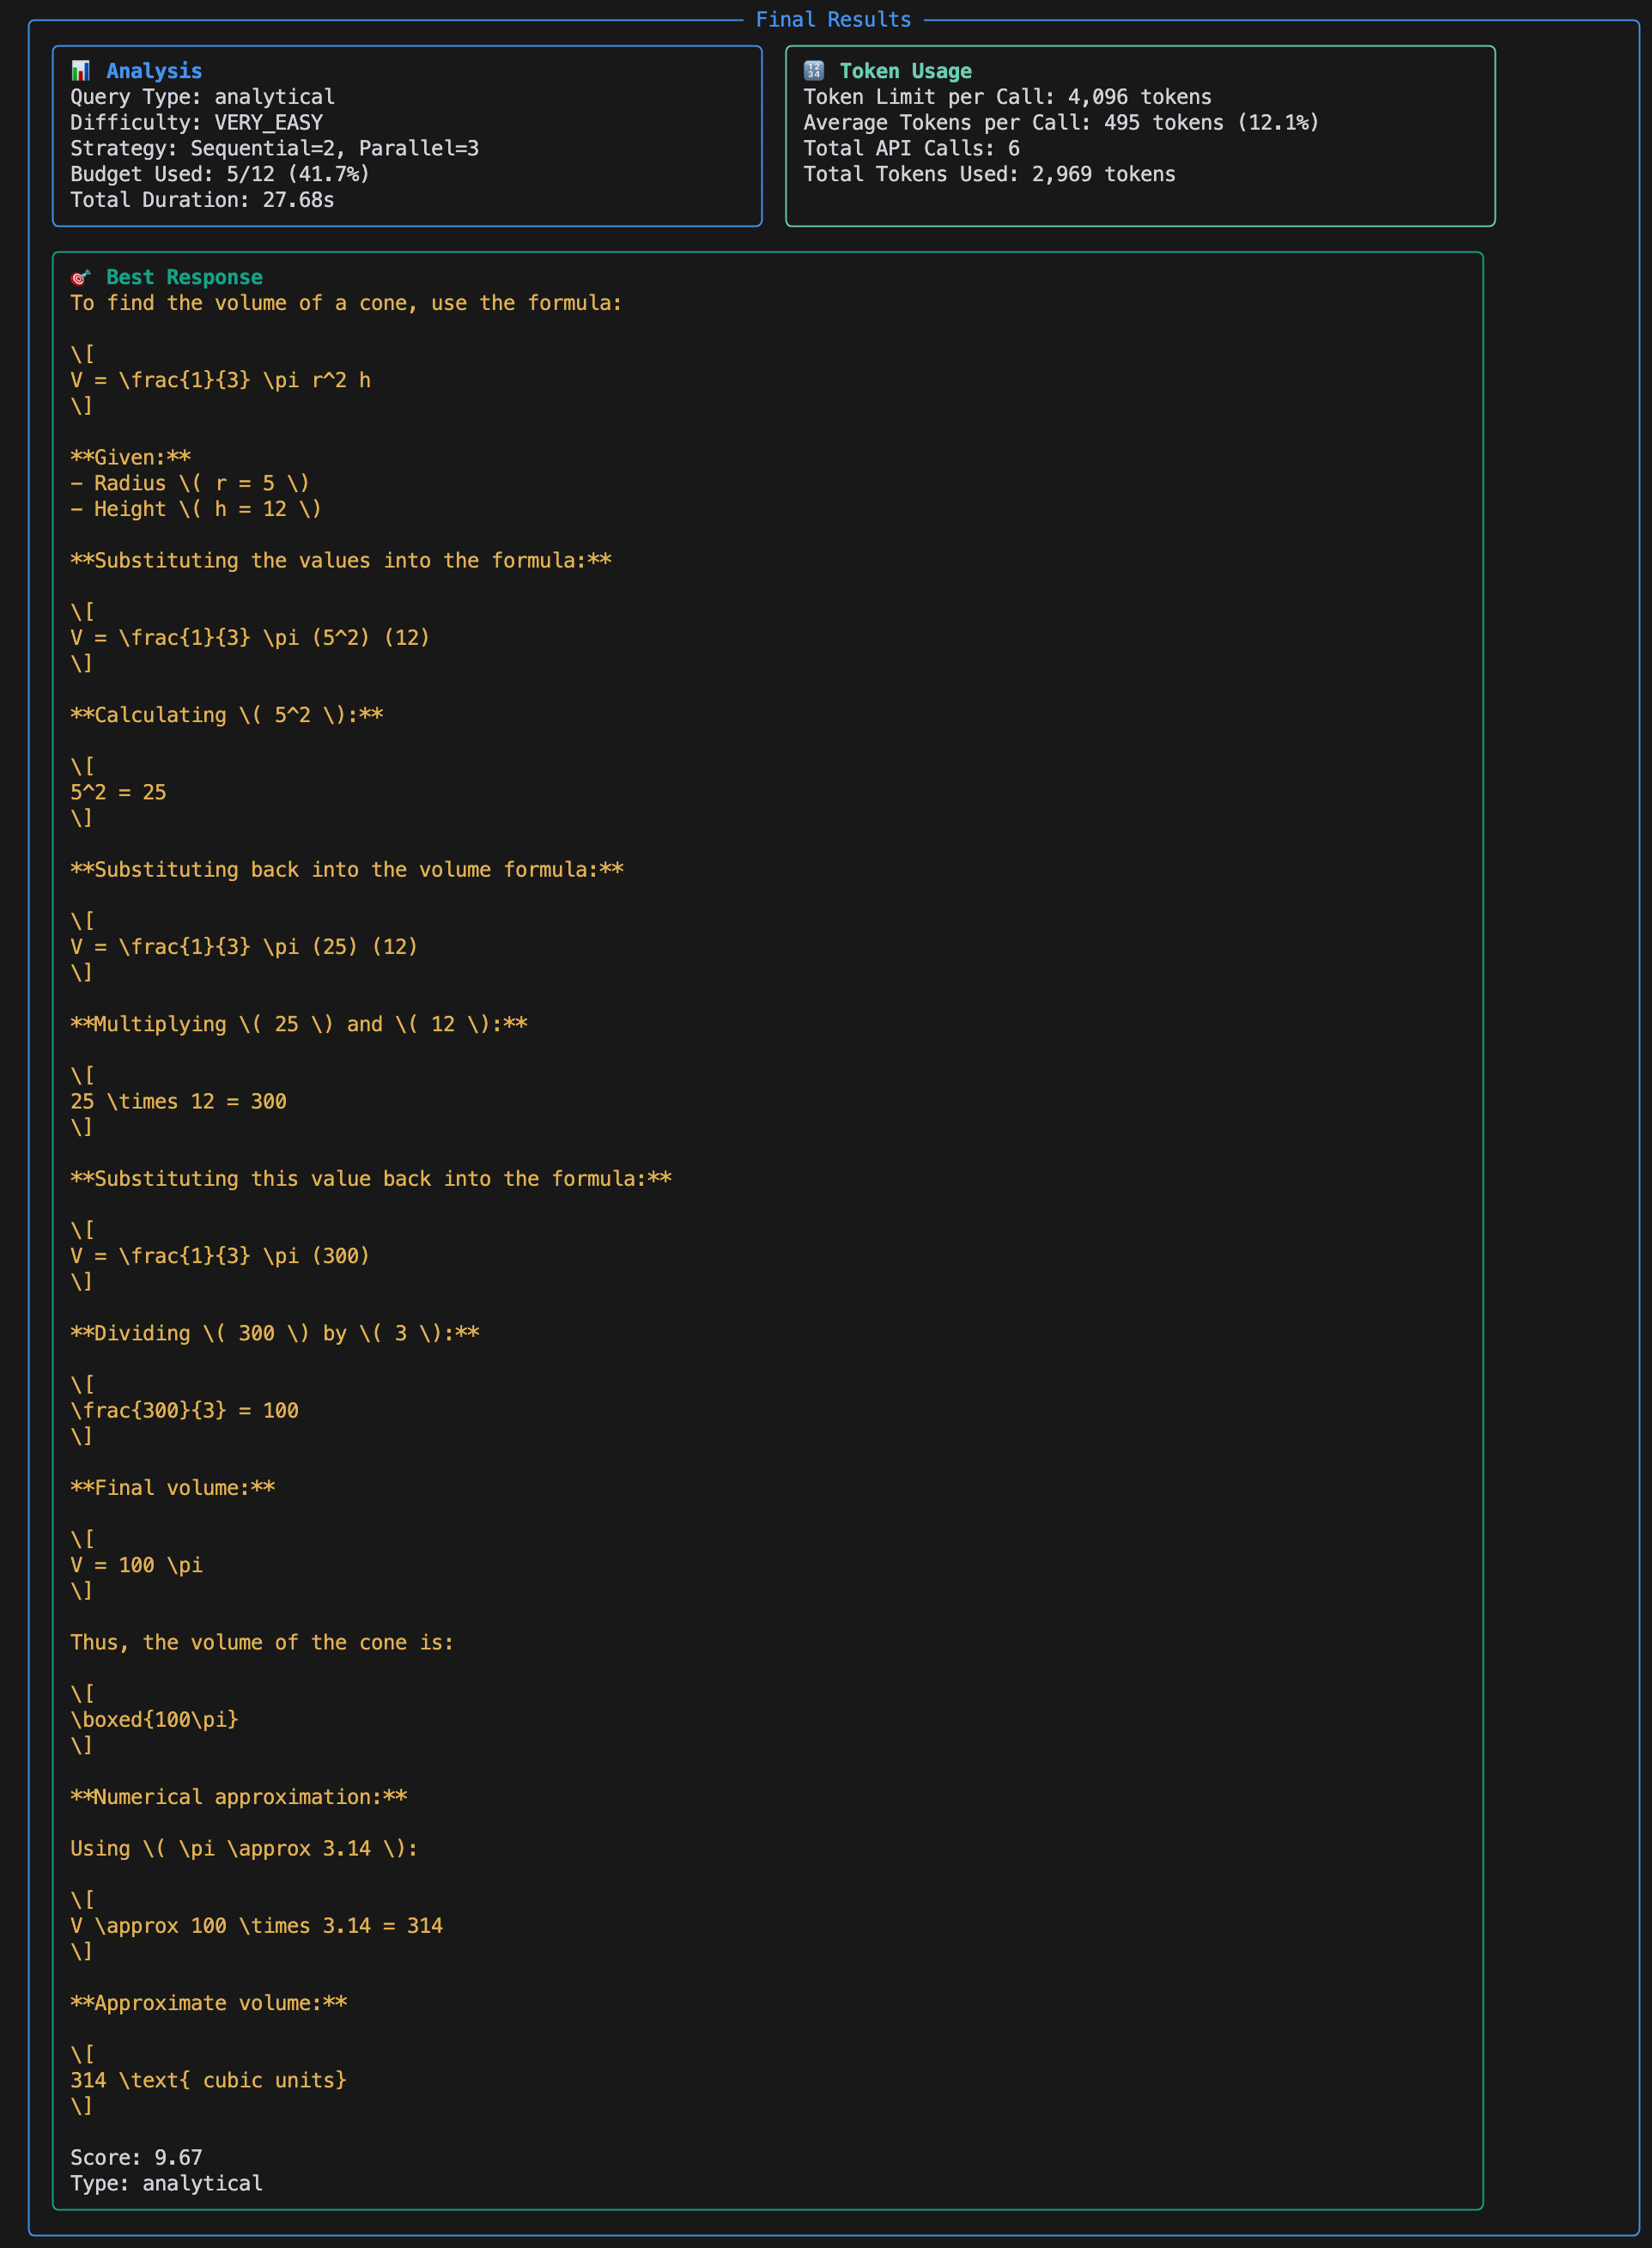 Final Results
📊 Analysis
Query Type: analytical
Difficulty: VERY_EASY
Strategy: Sequential=2, Parallel=3
Budget Used: 5/12 (41.7%)
Total Duration: 27.68s
🔢 Token Usage
Token Limit per Call: 4,096 tokens
Average Tokens per Call: 495 tokens (12.1%)
Total API Calls: 6
Total Tokens Used: 2,969 tokens
🎯 Best Response
To find the volume of a cone, use the formula:
\[
V = \frac{1}{3} \pi r^2 h
\]
**Given:**
- Radius \( r = 5 \)
- Height \( h = 12 \)
**Substituting the values into the formula:**
\[
V = \frac{1}{3} \pi (5^2) (12)
\]
**Calculating \( 5^2 \):**
\[
5^2 = 25
\]
**Substituting back into the volume formula:**
\[
V = \frac{1}{3} \pi (25) (12)
\]
**Multiplying \( 25 \) and \( 12 \):**
\[
25 \times 12 = 300
\]
**Substituting this value back into the formula:**
\[
V = \frac{1}{3} \pi (300)
\]
**Dividing \( 300 \) by \( 3 \):**
\[
\frac{300}{3} = 100
\]
**Final volume:**
\[
V = 100 \pi
\]
Thus, the volume of the cone is:
\[
\boxed{100\pi}
\]
**Numerical approximation:**
Using \( \pi \approx 3.14 \):
\[
V \approx 100 \times 3.14 = 314
\]
**Approximate volume:**
\[
314 \text{ cubic units}
\]
Score: 9.67
Type: analytical